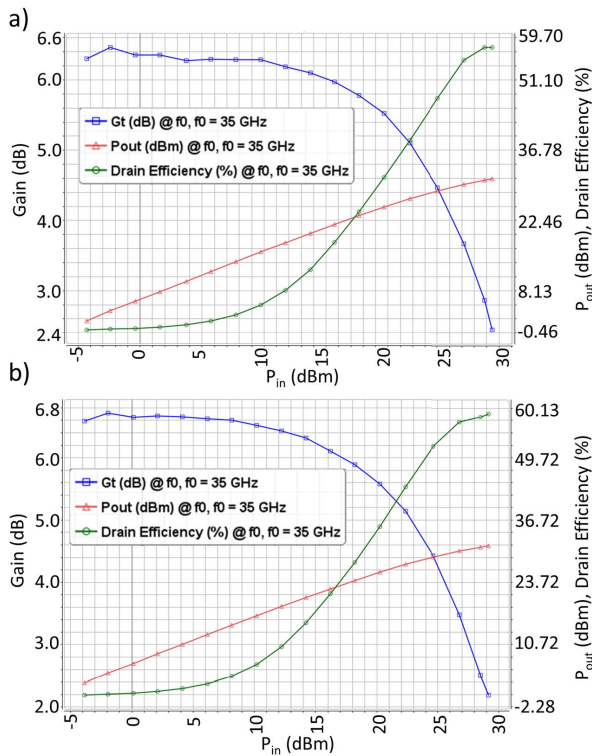 a)
6.6
6.0
5.0
4.0
3.0
2.4
Gain (dB)
59.70
51.10
36.78
22.46
8.13
-0.46
Pout (dBm), Drain Efficiency (%)
Gt (dB) @ f0, f0 = 35 GHz
Pout (dBm) @ f0, f0 = 35 GHz
Drain Efficiency (%) @ f0, f0 = 35 GHz
-5 0 5 10 15 20 25 30
Pin (dBm)
b)
6.8
6.0
5.0
4.0
3.0
2.0
Gain (dB)
60.13
49.72
36.72
23.72
10.72
-2.28
Pout (dBm), Drain Efficiency (%)
Gt (dB) @ f0, f0 = 35 GHz
Pout (dBm) @ f0, f0 = 35 GHz
Drain Efficiency (%) @ f0, f0 = 35 GHz
-5 0 5 10 15 20 25 30
Pin (dBm)